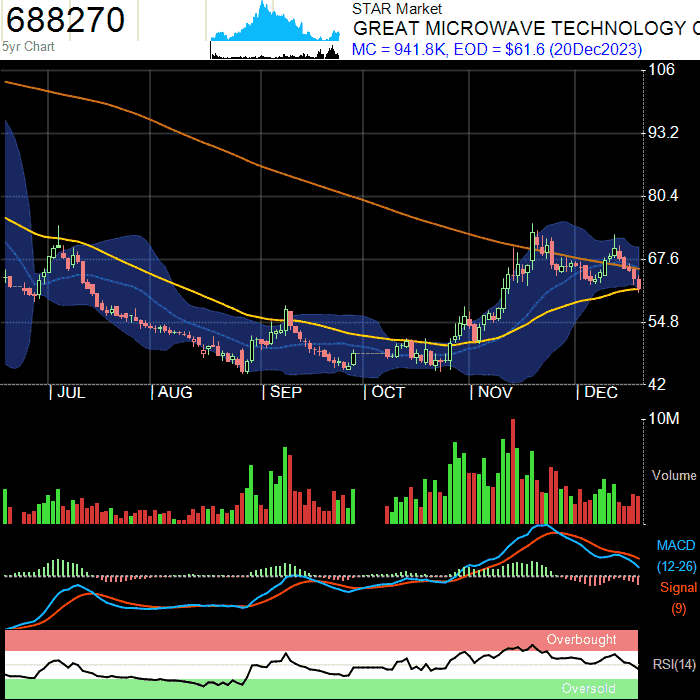 688270
5yr Chart
STAR Market
GREAT MICROWAVE TECHNOLOGY
MC = 941.8K, EOD = $61.6 (20Dec2023)
106
93.2
80.4
67.6
54.8
42
JUL AUG SEP OCT NOV DEC
10M
Volume
MACD
(12-26)
Signal
(9)
Overbought
RSI(14)
Oversold